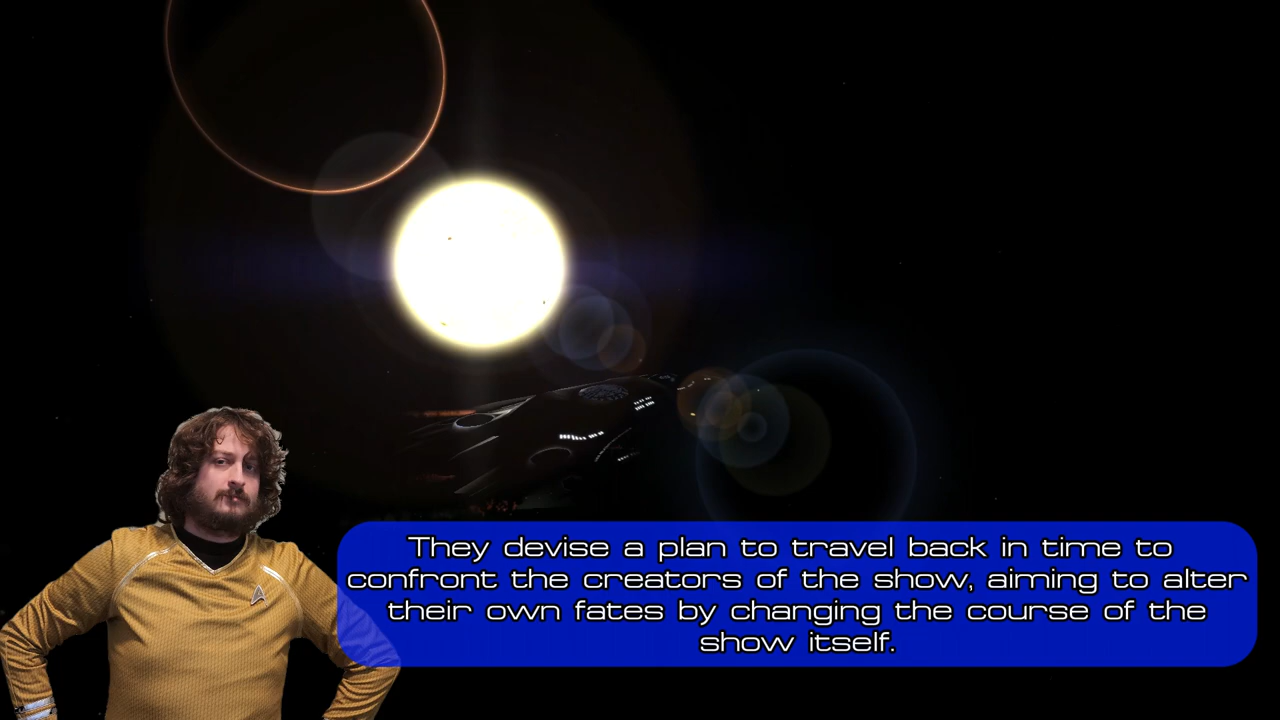 They devise a plan to travel back in time to
confront the creators of the show, aiming to alter
their own fates by changing the course of the
show itself.